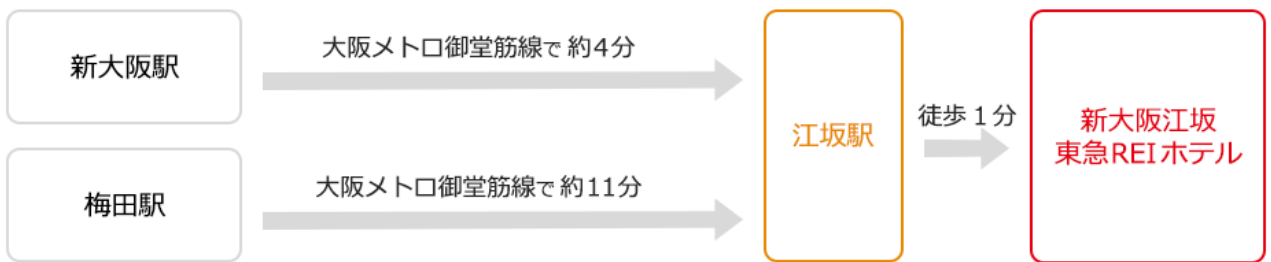 新大阪駅
大阪メトロ御堂筋線で 約4分
梅田駅
大阪メトロ御堂筋線で 約11分
江坂駅
徒歩 1 分
新大阪江坂
東急REIホテル